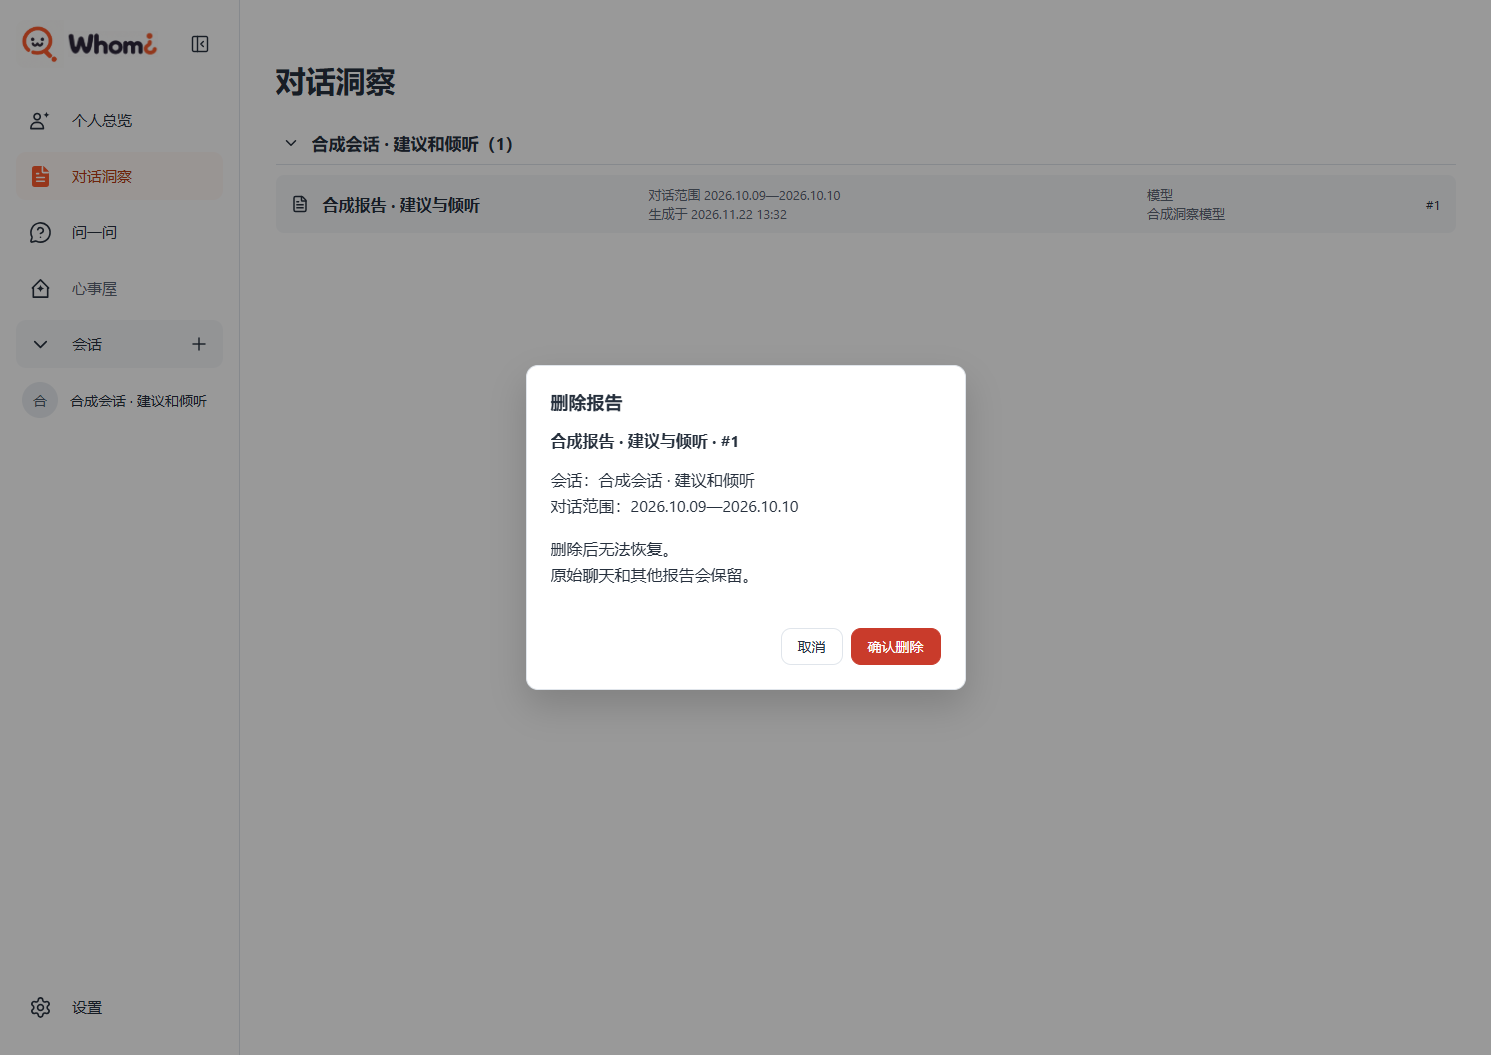 Whom¿
个人总览
对话洞察
问一问
心事屋
会话
合 合成会话 · 建议和倾听
设置
对话洞察
合成会话 · 建议和倾听（1）
合成报告 · 建议与倾听
对话范围 2026.10.09—2026.10.10
生成于 2026.11.22 13:32
模型
合成洞察模型
#1
删除报告
合成报告 · 建议与倾听 · #1
会话：合成会话 · 建议和倾听
对话范围：2026.10.09—2026.10.10
删除后无法恢复。
原始聊天和其他报告会保留。
取消
确认删除